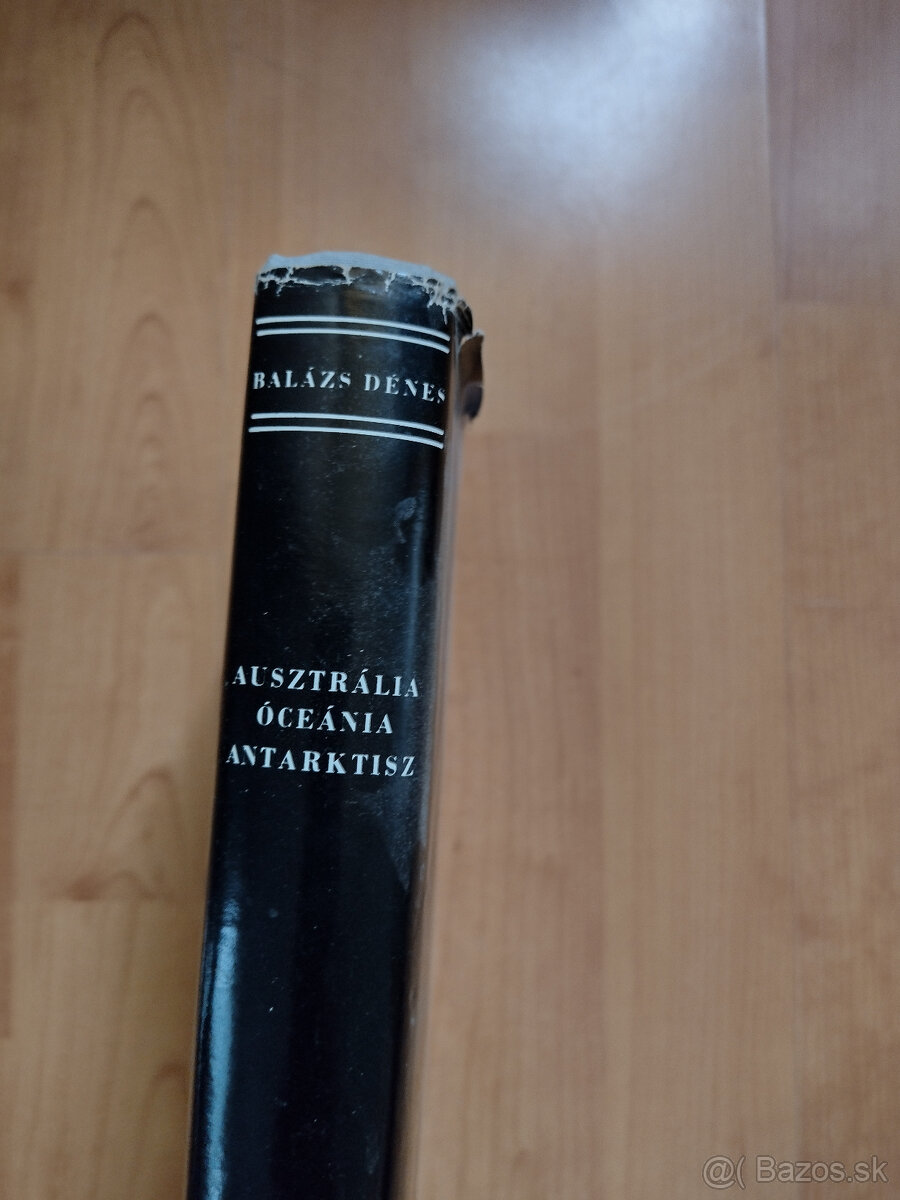 BALÁZS DÉNES
AUSZTRÁLIA
ÓCEÁNIA
ANTARKTISZ
@( Bazos.sk